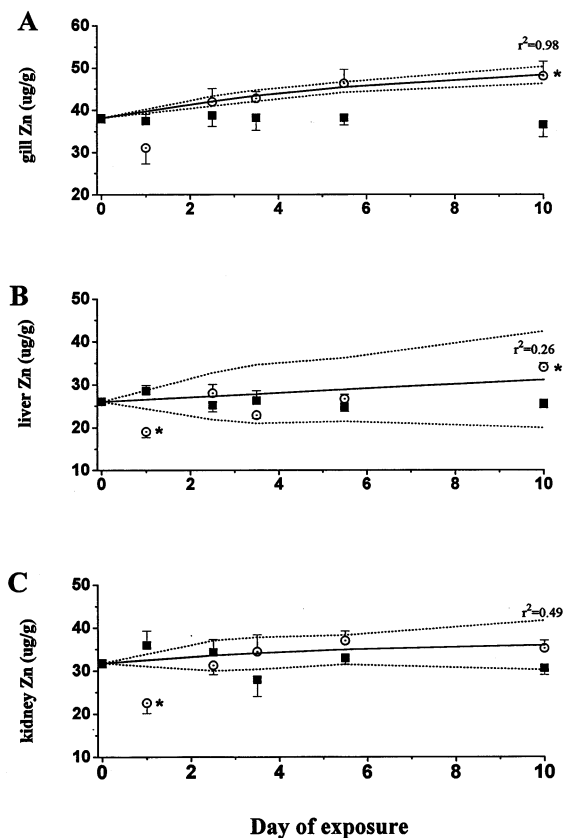 A
60
50
40
30
20
gill Zn (ug/g)
r²=0.98
*
0 2 4 6 8 10
B
50
40
30
20
10
liver Zn (ug/g)
r²=0.26
*
*
0 2 4 6 8 10
C
50
40
30
20
10
kidney Zn (ug/g)
r²=0.49
*
0 2 4 6 8 10
Day of exposure